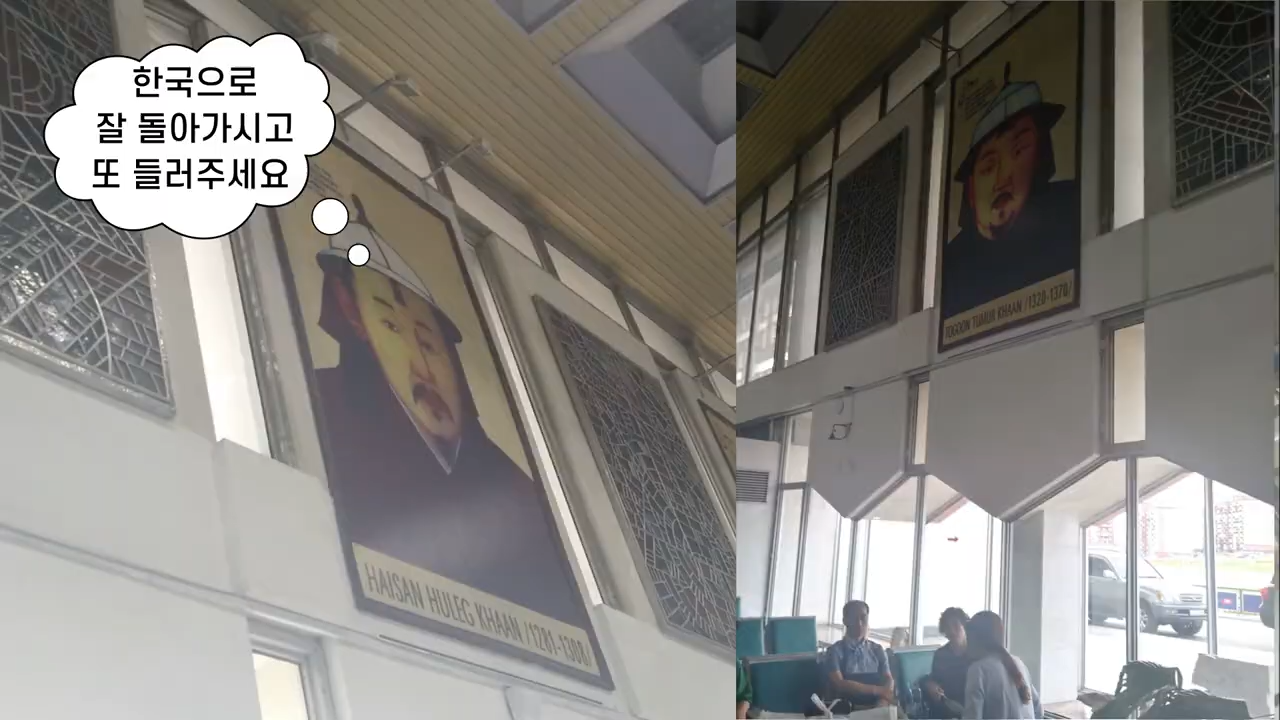 한국으로
잘 돌아가시고
또 들러주세요
HAISAN HULEG KHAAN /1281-1308/
TOGOON TUMUR KHAAN /1320-1370/